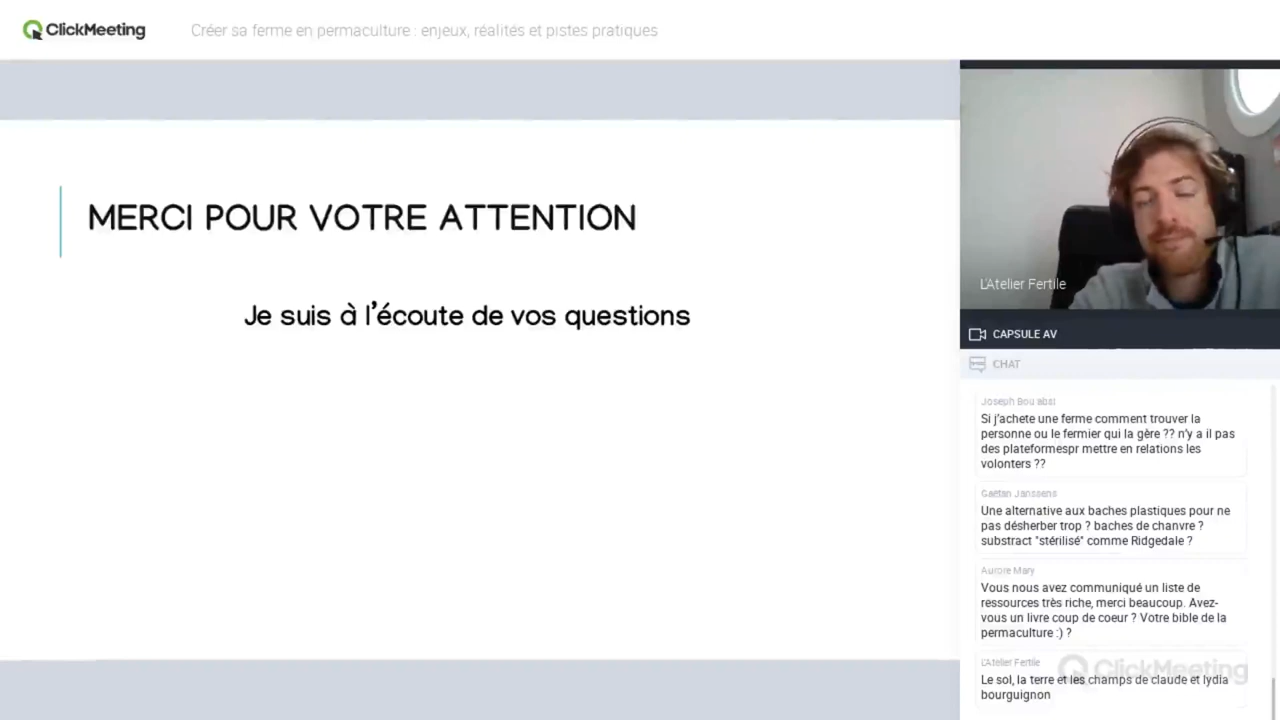 ClickMeeting
Créer sa ferme en permaculture : enjeux, réalités et pistes pratiques
MERCI POUR VOTRE ATTENTION
Je suis à l'écoute de vos questions
L'Atelier Fertile
CAPSULE AV
CHAT
Joseph Bou absi
Si j'achete une ferme comment trouver la
personne ou le fermier qui la gère ?? n'y a il pas
des plateformespr mettre en relations les
volonters ??
Gaetan Janssens
Une alternative aux baches plastiques pour ne
pas désherber trop ? baches de chanvre ?
substract "stérilisé" comme Ridgedale ?
Aurore Mary
Vous nous avez communiqué un liste de
ressources très riche, merci beaucoup. Avez-
vous un livre coup de coeur ? Votre bible de la
permaculture :) ?
L'Atelier Fertile
Le sol, la terre et les champs de claude et lydia
bourguignon
ClickMeeting